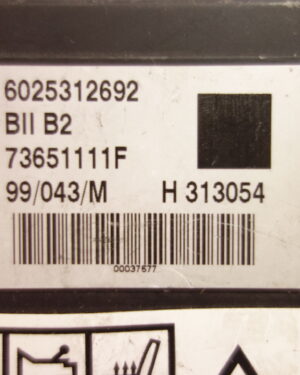 6025312692
BII B2
73651111F
99/043/M H 313054
00037577